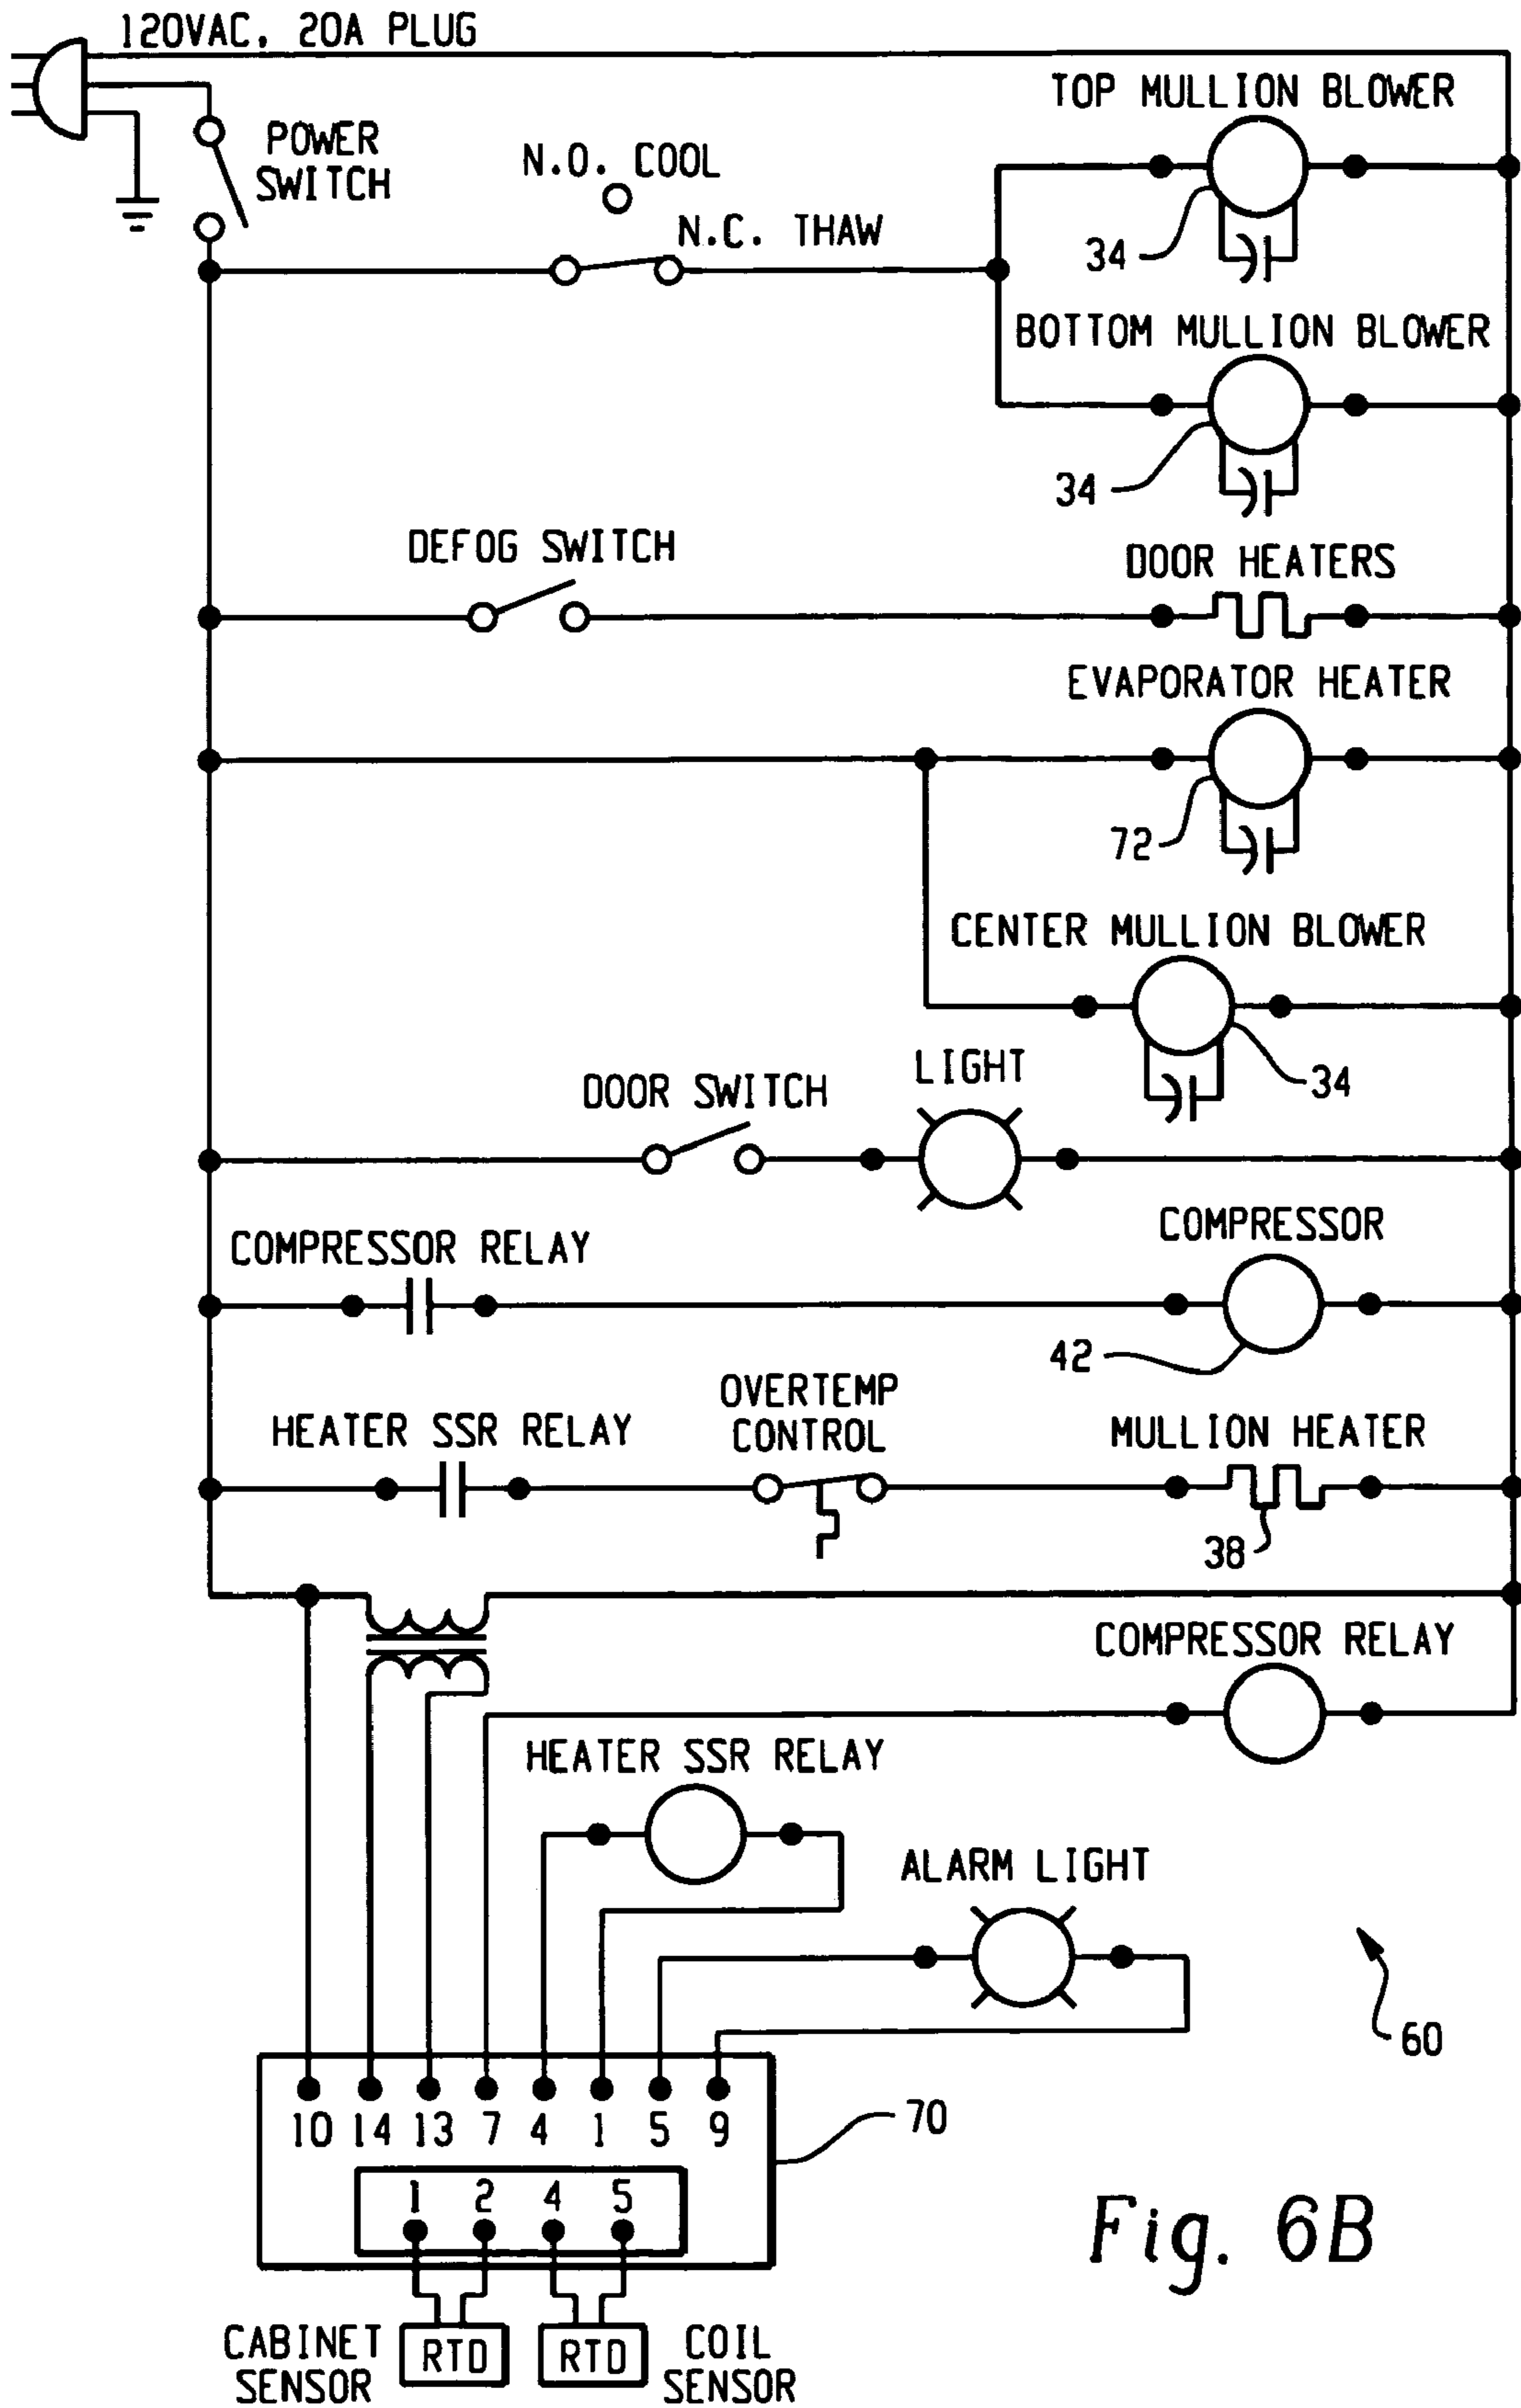 120VAC, 20A PLUG
TOP MULLION BLOWER
POWER
SWITCH
N.O. COOL
N.C. THAW
34
BOTTOM MULLION BLOWER
34
DEFOG SWITCH
DOOR HEATERS
EVAPORATOR HEATER
72
CENTER MULLION BLOWER
34
DOOR SWITCH
LIGHT
COMPRESSOR RELAY
COMPRESSOR
42
HEATER SSR RELAY
OVERTEMP
CONTROL
MULLION HEATER
38
COMPRESSOR RELAY
HEATER SSR RELAY
ALARM LIGHT
60
10 14 13 7 4 1 5 9
70
1 2 4 5
Fig. 6B
CABINET
SENSOR
RTD
RTD
COIL
SENSOR